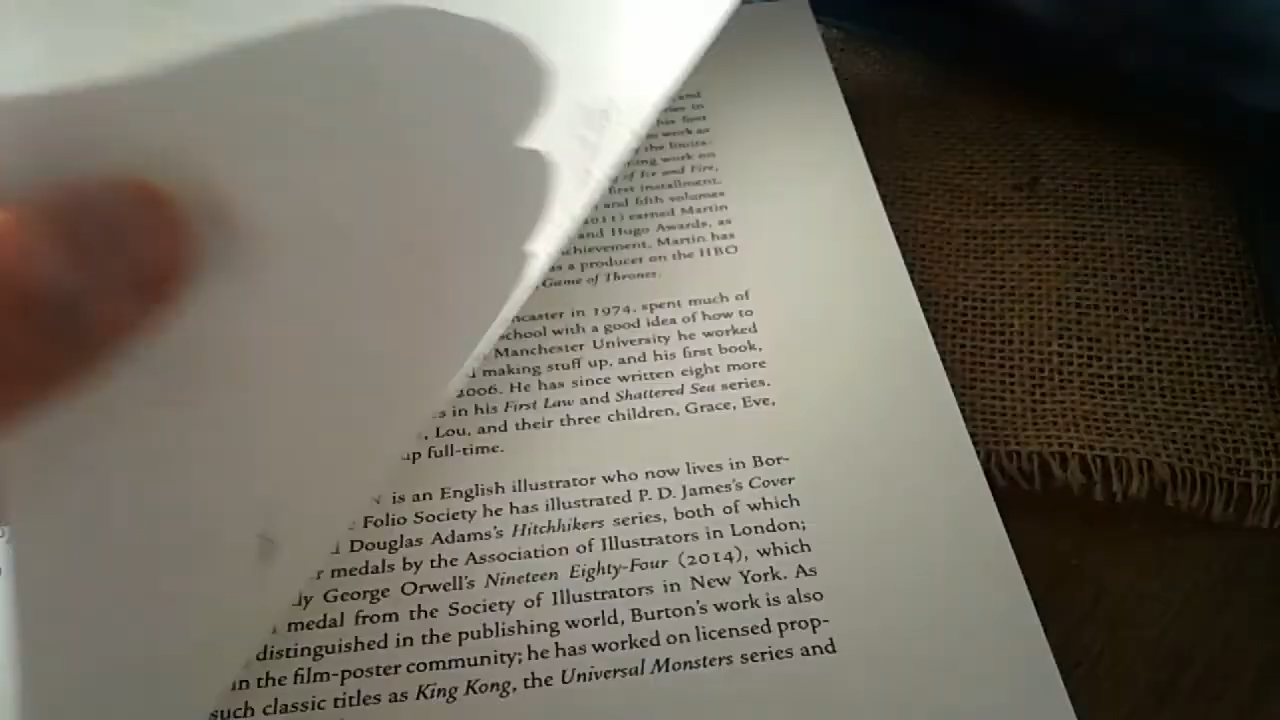 and
to
his first
work as
the limita-
work on
of Ice and Fire,
first installment.
and fifth volumes
2011) earned Martin
and Hugo Awards, as
Martin has
as a producer on the HBO
Game of Thrones.
in 1974, spent much of
school with a good idea of how to
Manchester University he worked
making stuff up, and his first book,
2006. He has since written eight more
in his First Law and Shattered Sea series.
, Lou, and their three children, Grace, Eve,
up full-time.
is an English illustrator who now lives in Bor-
Folio Society he has illustrated P. D. James's Cover
Douglas Adams's Hitchhikers series, both of which
medals by the Association of Illustrators in London;
George Orwell's Nineteen Eighty-Four (2014), which
medal from the Society of Illustrators in New York. As
distinguished in the publishing world, Burton's work is also
in the film-poster community; he has worked on licensed prop-
such classic titles as King Kong, the Universal Monsters series and